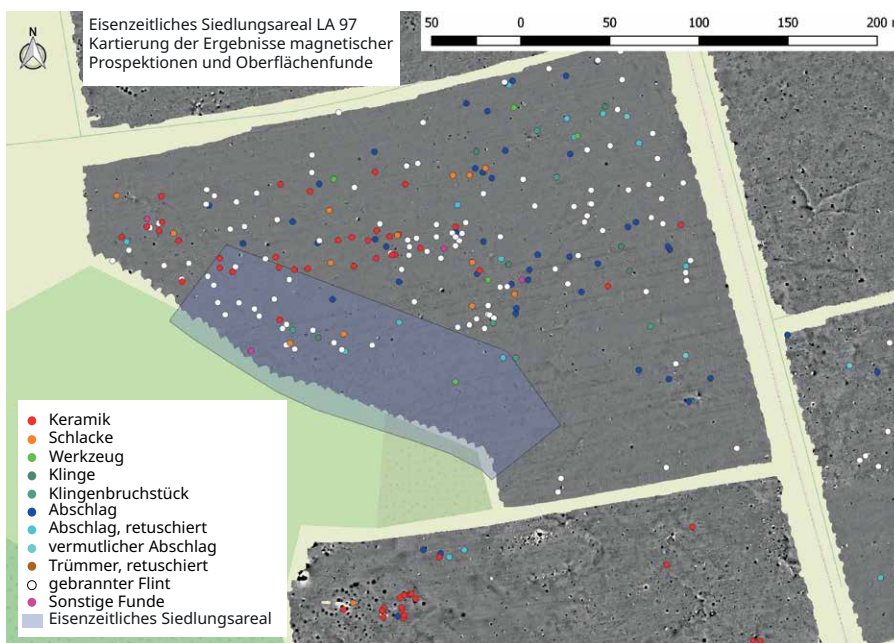 Eisenzeitliches Siedlungsareal LA 97
Kartierung der Ergebnisse magnetischer
Prospektionen und Oberflächenfunde
N
50 0 50 100 150 200 m
Keramik
Schlacke
Werkzeug
Klinge
Klingenbruchstück
Abschlag
Abschlag, retuschiert
vermutlicher Abschlag
Trümmer, retuschiert
gebrannter Flint
Sonstige Funde
Eisenzeitliches Siedlungsareal